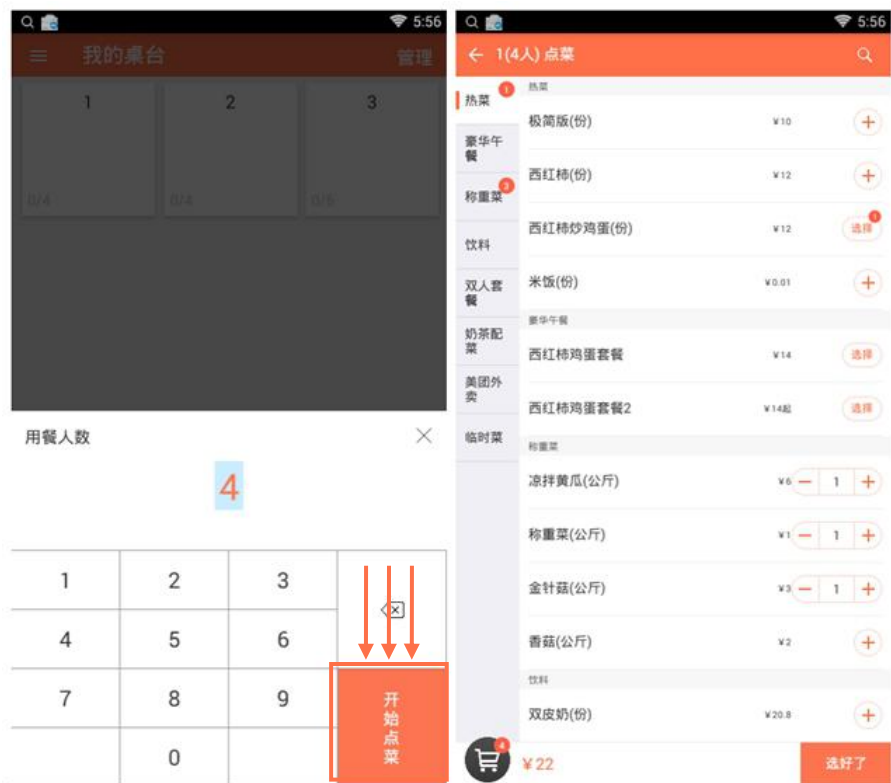 5:56
我的桌台
管理
1
2
3
0/4
0/4
0/6
用餐人数
4
1
2
3
4
5
6
7
8
9
开始点菜
0
5:56
1(4人) 点菜
热菜
1
豪华午餐
称重菜
3
饮料
双人套餐
奶茶配菜
美团外卖
临时菜
热菜
极简版(份)
¥10
西红柿(份)
¥12
西红柿炒鸡蛋(份)
¥12
选择
1
米饭(份)
¥0.01
豪华午餐
西红柿鸡蛋套餐
¥14
选择
西红柿鸡蛋套餐2
¥14起
选择
称重菜
凉拌黄瓜(公斤)
¥6
1
称重菜(公斤)
¥1
1
金针菇(公斤)
¥3
1
香菇(公斤)
¥2
饮料
双皮奶(份)
¥20.8
4
¥22
选好了